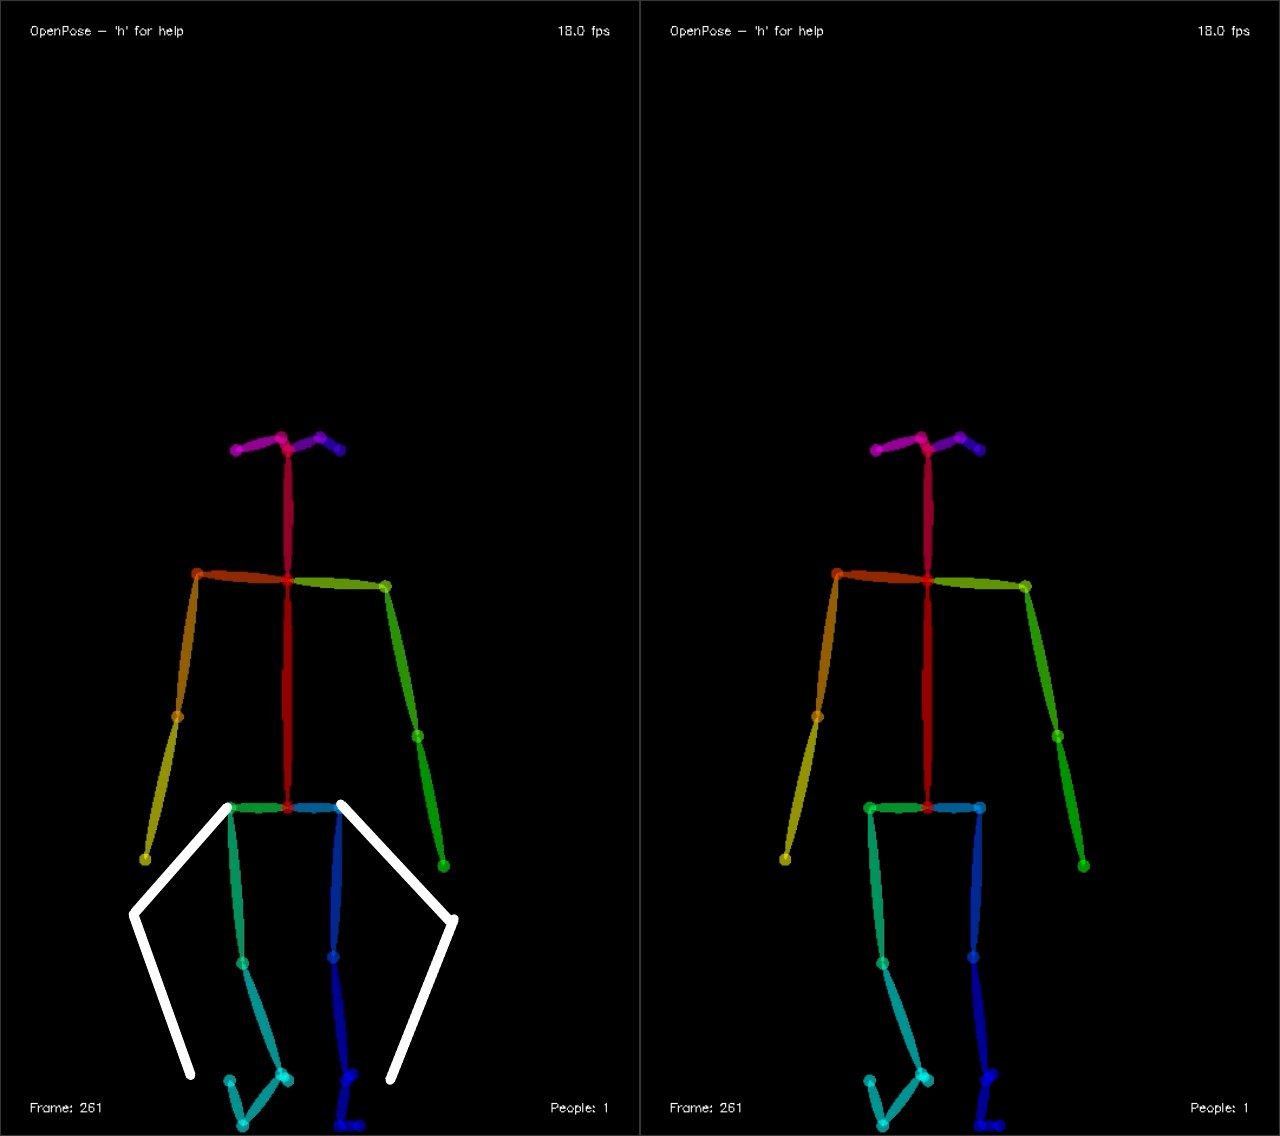 OpenPose – 'h' for help
18.0 fps
OpenPose – 'h' for help
18.0 fps
Frame: 261
People: 1
Frame: 261
People: 1